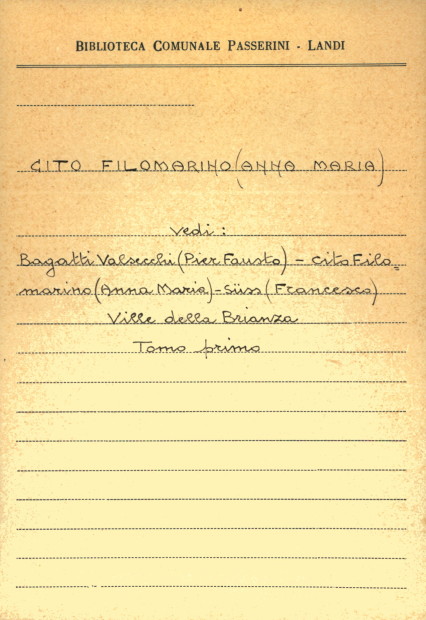 BIBLIOTECA COMUNALE PASSERINI - LANDI
CITO FILOMARINO (ANNA MARIA)
Vedi :
Bagatti Valsecchi (Pier Fausto) - Cito Filo=
marino (Anna Maria) - Süss (Francesco)
Ville della Brianza
Tomo primo